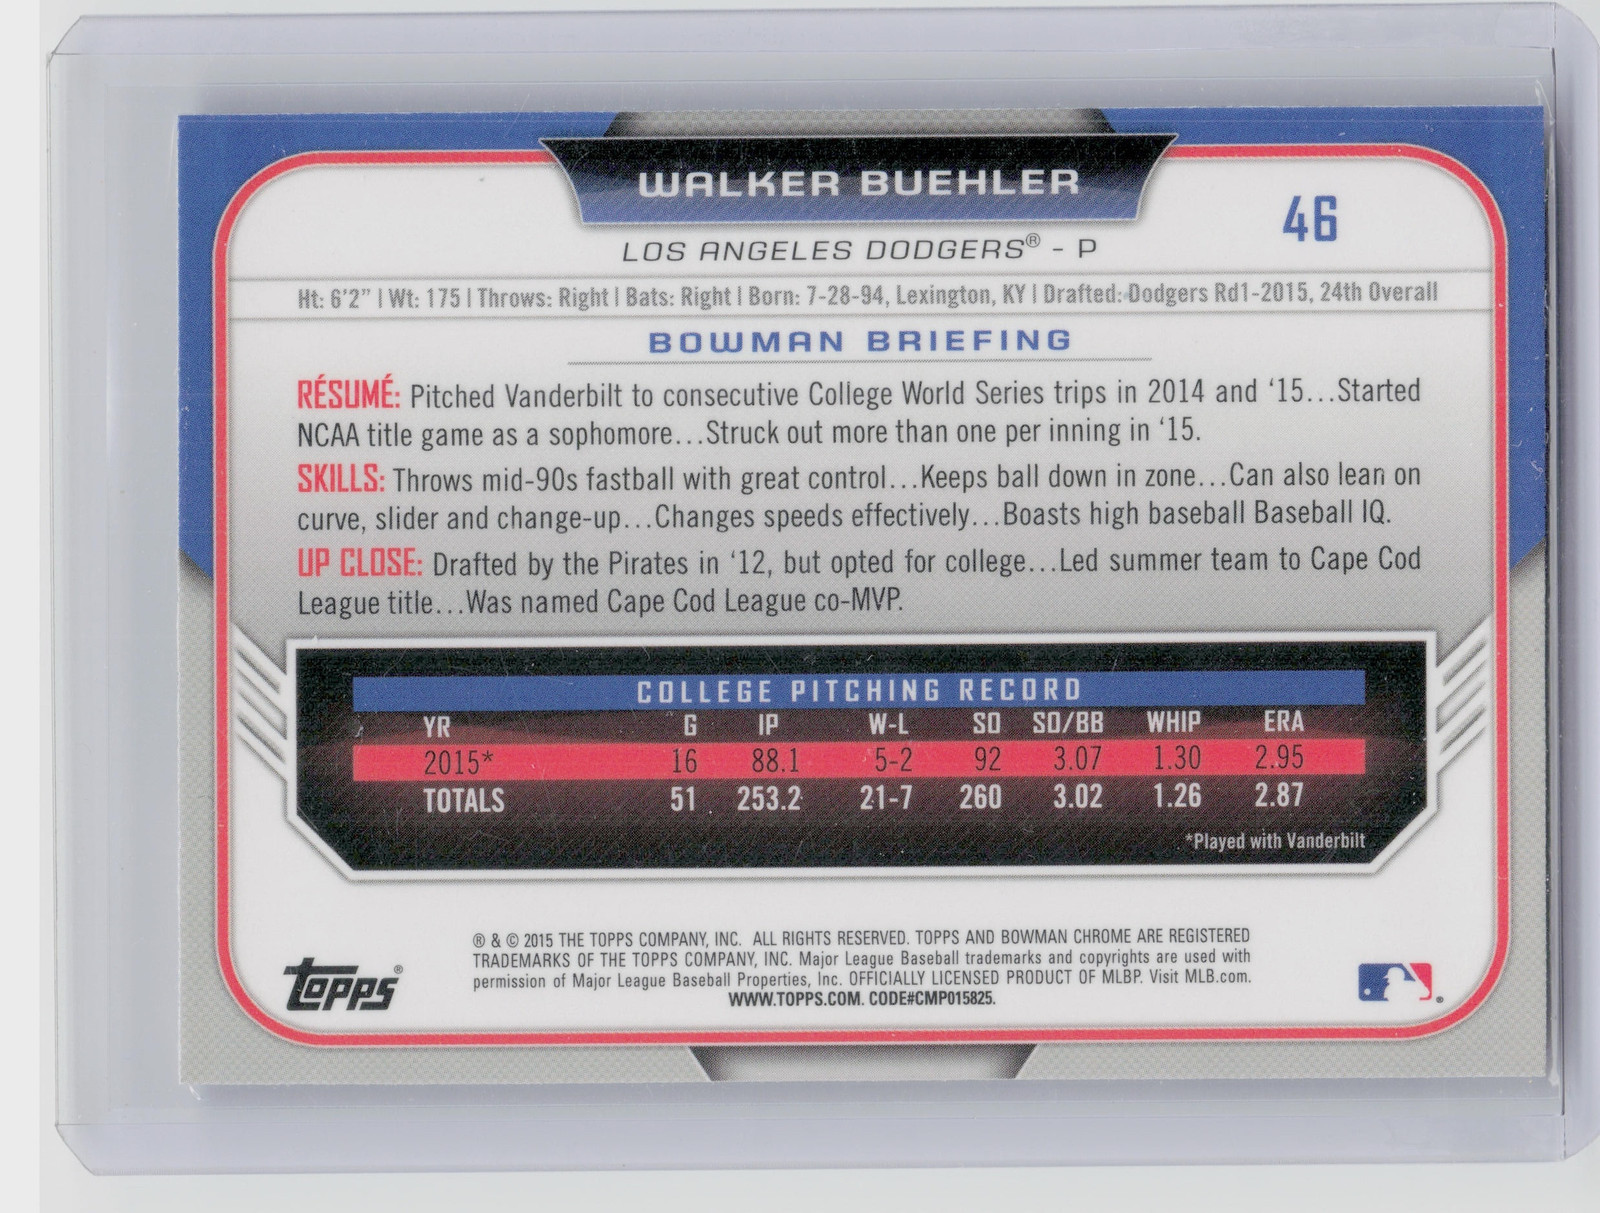 WALKER BUEHLER
46
LOS ANGELES DODGERS® - P
Ht: 6'2" | Wt: 175 | Throws: Right | Bats: Right | Born: 7-28-94, Lexington, KY | Drafted: Dodgers Rd1-2015, 24th Overall
BOWMAN BRIEFING
RÉSUMÉ: Pitched Vanderbilt to consecutive College World Series trips in 2014 and ‘15...Started
NCAA title game as a sophomore...Struck out more than one per inning in ‘15.
SKILLS: Throws mid-90s fastball with great control...Keeps ball down in zone...Can also lean on
curve, slider and change-up...Changes speeds effectively...Boasts high baseball Baseball IQ.
UP CLOSE: Drafted by the Pirates in ‘12, but opted for college...Led summer team to Cape Cod
League title...Was named Cape Cod League co-MVP.
COLLEGE PITCHING RECORD
YR G IP W-L SO SO/BB WHIP ERA
2015* 16 88.1 5-2 92 3.07 1.30 2.95
TOTALS 51 253.2 21-7 260 3.02 1.26 2.87
*Played with Vanderbilt
® & © 2015 THE TOPPS COMPANY, INC. ALL RIGHTS RESERVED. TOPPS AND BOWMAN CHROME ARE REGISTERED
TRADEMARKS OF THE TOPPS COMPANY, INC. Major League Baseball trademarks and copyrights are used with
permission of Major League Baseball Properties, Inc. OFFICIALLY LICENSED PRODUCT OF MLBP. Visit MLB.com.
WWW.TOPPS.COM. CODE#CMP015825.
Topps®